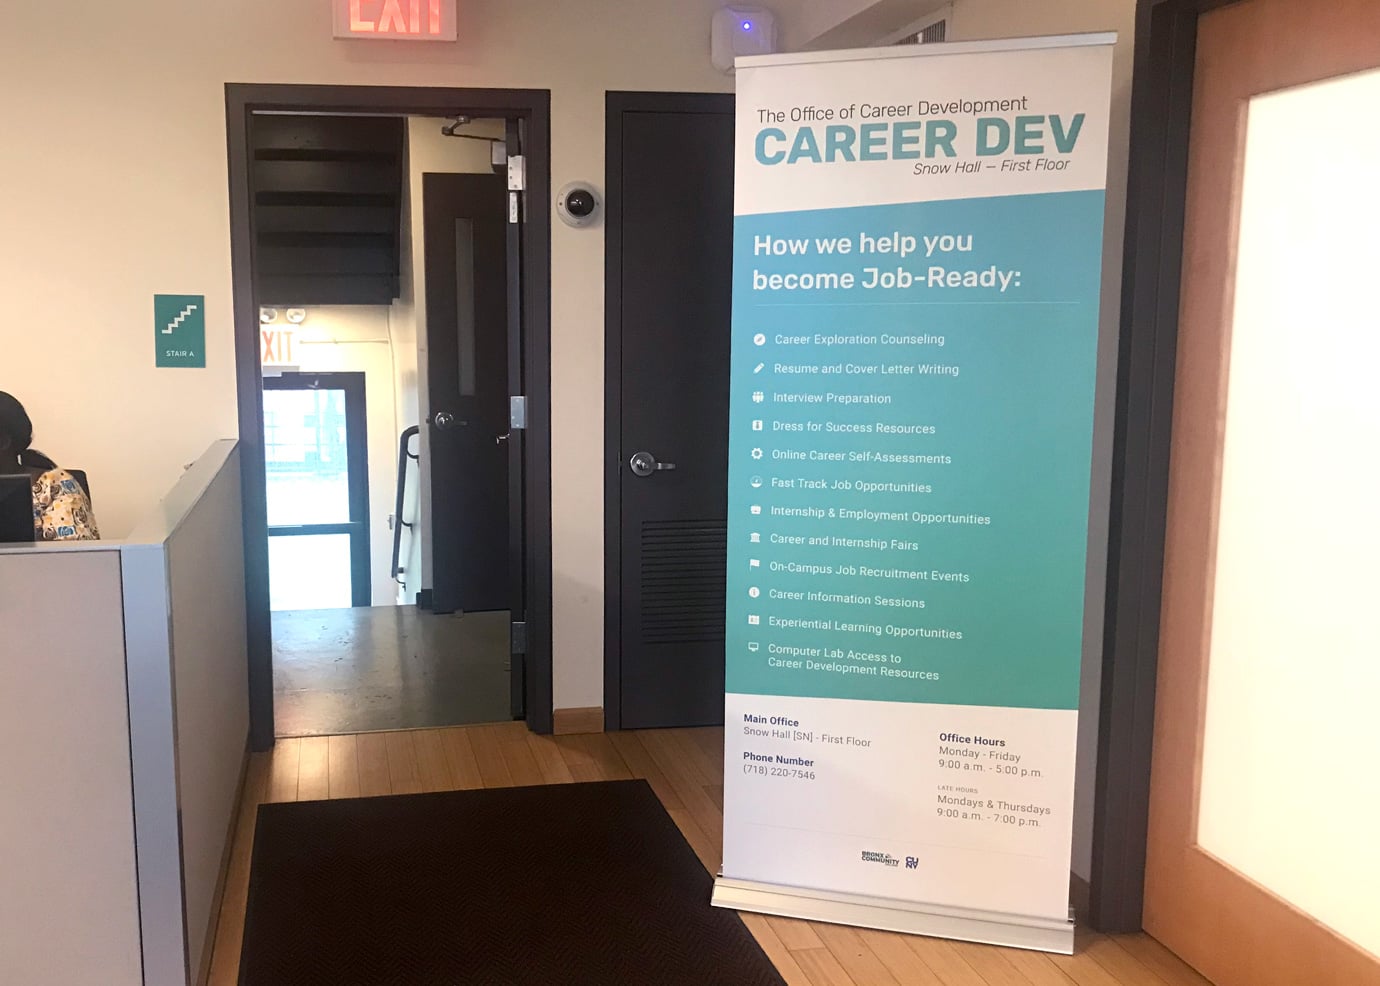 EXIT
The Office of Career Development
CAREER DEV
Snow Hall – First Floor
How we help you
become Job-Ready:
Career Exploration Counseling
Resume and Cover Letter Writing
Interview Preparation
Dress for Success Resources
Online Career Self-Assessments
Fast Track Job Opportunities
Internship & Employment Opportunities
Career and Internship Fairs
On-Campus Job Recruitment Events
Career Information Sessions
Experiential Learning Opportunities
Computer Lab Access to
Career Development Resources
Main Office
Snow Hall [SN] - First Floor
Phone Number
(718) 220-7546
Office Hours
Monday - Friday
9:00 a.m. - 5:00 p.m.
LATE HOURS
Mondays & Thursdays
9:00 a.m. - 7:00 p.m.
BRONX
COMMUNITY
CU
NY
STAIR A
XIT